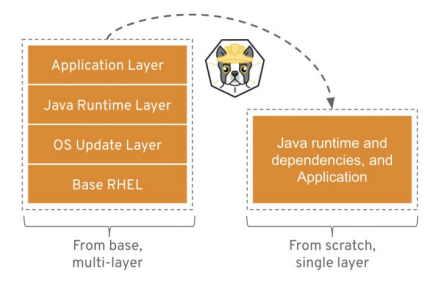 Application Layer
Java Runtime Layer
OS Update Layer
Base RHEL
Java runtime and
dependencies, and
Application
From base,
multi-layer
From scratch,
single layer